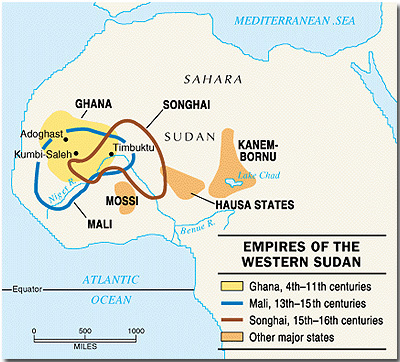 MEDITERRANEAN SEA
SAHARA
GHANA
SONGHAI
Adoghast
SUDAN
KANEM-
BORNU
Kumbi-Saleh
Timbuktu
Lake Chad
Niger R.
MOSSI
HAUSA STATES
MALI
Benue R.
EMPIRES OF THE
WESTERN SUDAN
ATLANTIC
OCEAN
Equator
Ghana, 4th–11th centuries
Mali, 13th–15th centuries
Songhai, 15th–16th centuries
Other major states
0 500 1000
MILES